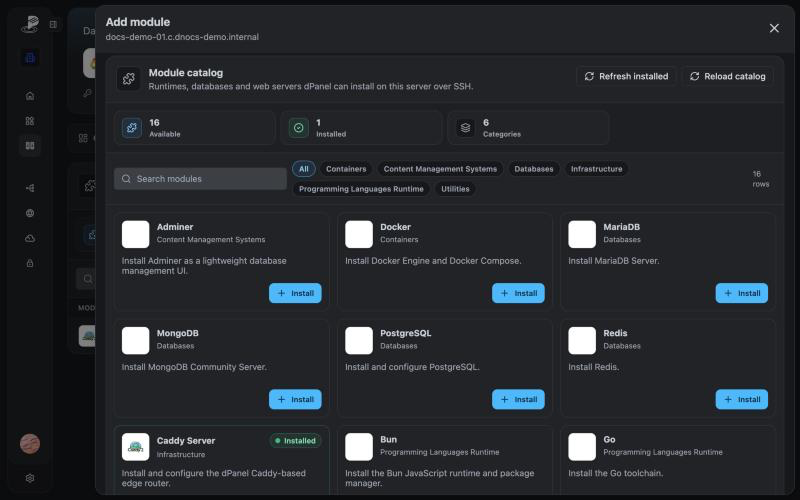 Add module
docs-demo-01.c.dnocs-demo.internal
Module catalog
Runtimes, databases and web servers dPanel can install on this server over SSH.
Refresh installed
Reload catalog
16
Available
1
Installed
6
Categories
Search modules
All
Containers
Content Management Systems
Databases
Infrastructure
Programming Languages Runtime
Utilities
16
rows
Adminer
Content Management Systems
Install Adminer as a lightweight database
management UI.
Install
Docker
Containers
Install Docker Engine and Docker Compose.
Install
MariaDB
Databases
Install MariaDB Server.
Install
MongoDB
Databases
Install MongoDB Community Server.
Install
PostgreSQL
Databases
Install and configure PostgreSQL.
Install
Redis
Databases
Install Redis.
Install
Caddy Server
Infrastructure
Installed
Install and configure the dPanel Caddy-based
edge router.
Bun
Programming Languages Runtime
Install the Bun JavaScript runtime and package
manager.
Go
Programming Languages Runtime
Install the Go toolchain.
Da
MOD